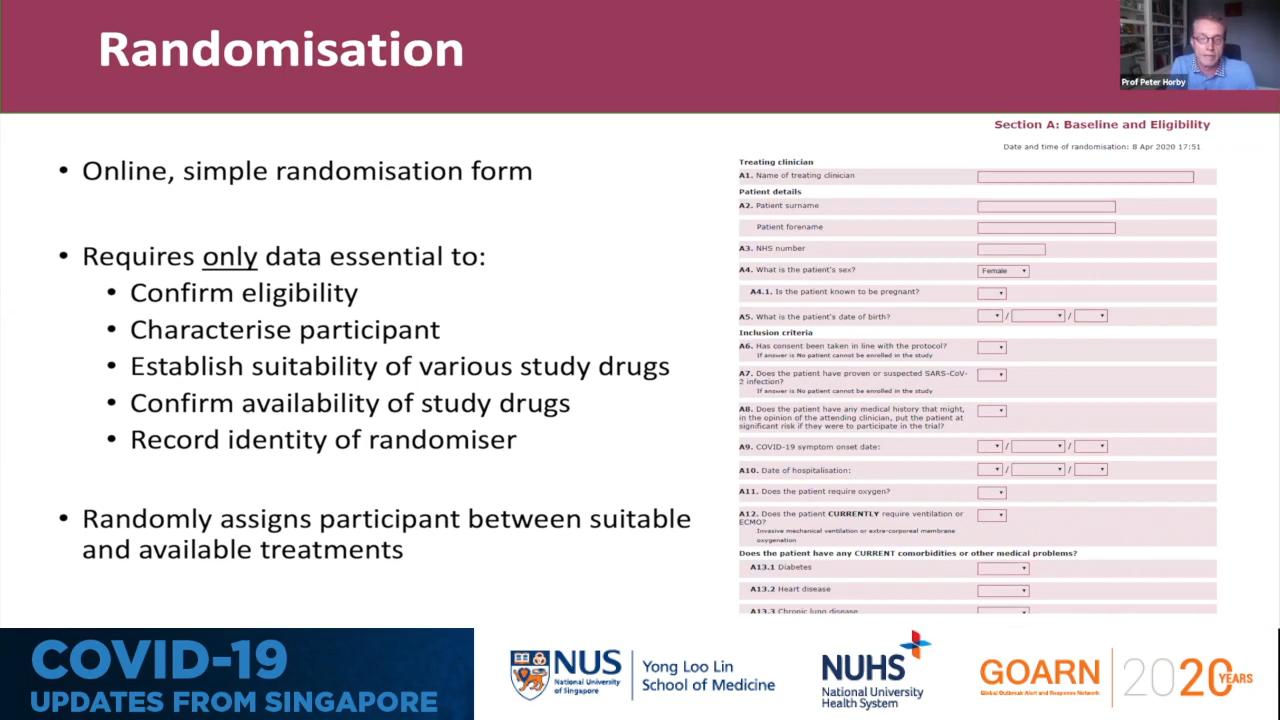 Randomisation
Prof Peter Horby
• Online, simple randomisation form
• Requires only data essential to:
• Confirm eligibility
• Characterise participant
• Establish suitability of various study drugs
• Confirm availability of study drugs
• Record identity of randomiser
• Randomly assigns participant between suitable
and available treatments
Section A: Baseline and Eligibility
Date and time of randomisation: 8 Apr 2020 17:51
Treating clinician
A1. Name of treating clinician
Patient details
A2. Patient surname
Patient forename
A3. NHS number
A4. What is the patient's sex? Female
A4.1. Is the patient known to be pregnant?
A5. What is the patient's date of birth? / /
Inclusion criteria
A6. Has consent been taken in line with the protocol?
If answer is No patient cannot be enrolled in the study
A7. Does the patient have proven or suspected SARS-CoV-
2 infection?
If answer is No patient cannot be enrolled in the study
A8. Does the patient have any medical history that might,
in the opinion of the attending clinician, put the patient at
significant risk if they were to participate in the trial?
A9. COVID-19 symptom onset date: / /
A10. Date of hospitalisation: / /
A11. Does the patient require oxygen?
A12. Does the patient CURRENTLY require ventilation or
ECMO?
Invasive mechanical ventilation or extra-corporeal membrane
oxygenation
Does the patient have any CURRENT comorbidities or other medical problems?
A13.1 Diabetes
A13.2 Heart disease
A13.3 Chronic lung disease
COVID-19
UPDATES FROM SINGAPORE
NUS
National University
of Singapore
Yong Loo Lin
School of Medicine
NUHS
National University
Health System
GOARN
Global Outbreak Alert and Response Network
2020 YEARS